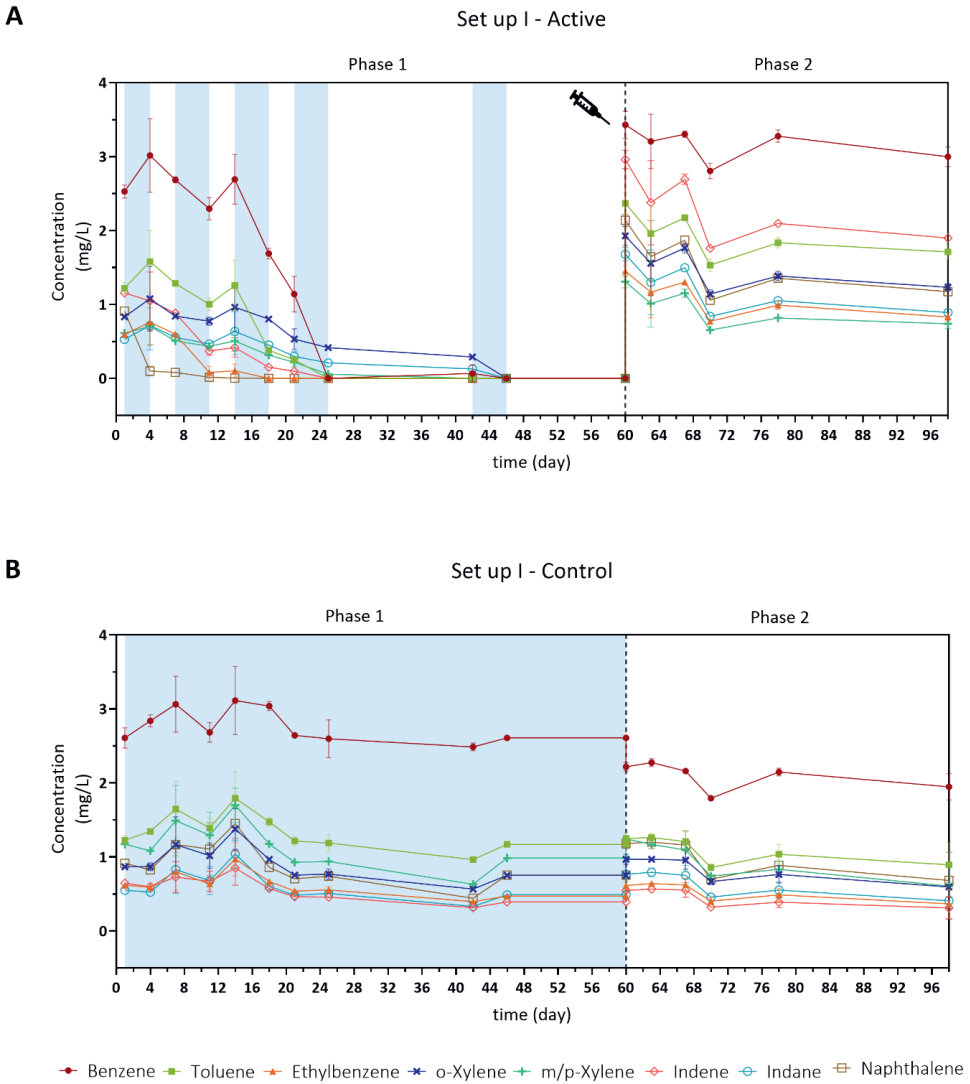 A
Set up I - Active
Phase 1 Phase 2
4
3
2
1
0
Concentration
(mg/L)
0 4 8 12 16 20 24 28 32 36 40 44 48 52 56 60 64 68 72 76 80 84 88 92 96
time (day)
B
Set up I - Control
Phase 1 Phase 2
4
3
2
1
0
Concentration
(mg/L)
0 4 8 12 16 20 24 28 32 36 40 44 48 52 56 60 64 68 72 76 80 84 88 92 96
time (day)
Benzene Toluene Ethylbenzene o-Xylene m/p-Xylene Indene Indane Naphthalene